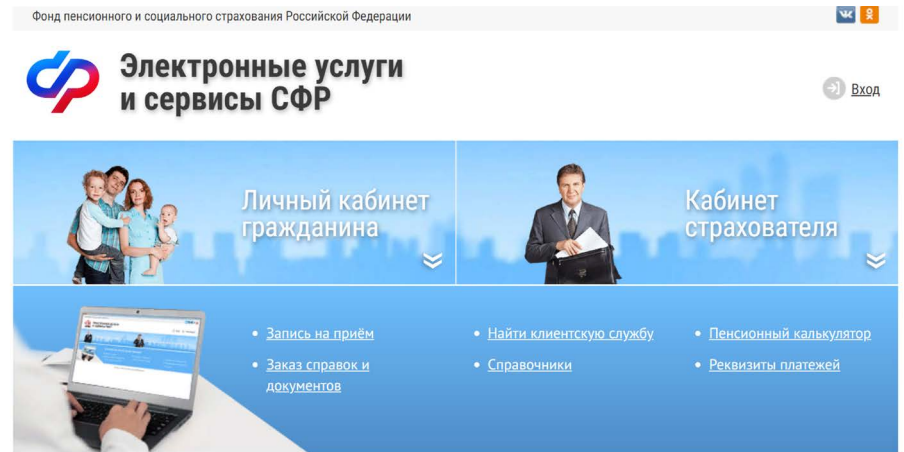 Фонд пенсионного и социального страхования Российской Федерации
Электронные услуги
и сервисы СФР
Вход
Личный кабинет
гражданина
Кабинет
страхователя
Запись на приём
Заказ справок и
документов
Найти клиентскую службу
Справочники
Пенсионный калькулятор
Реквизиты платежей